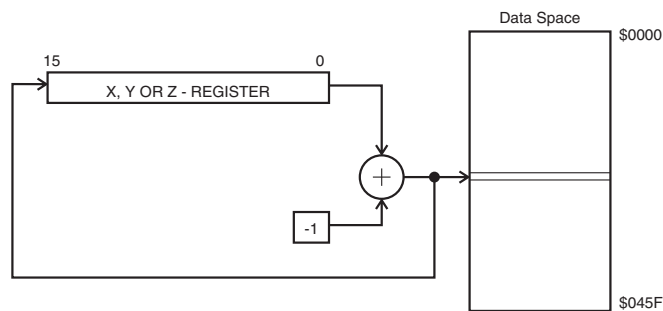 Data Space
$0000
15 0
X, Y OR Z - REGISTER
+
-1
$045F